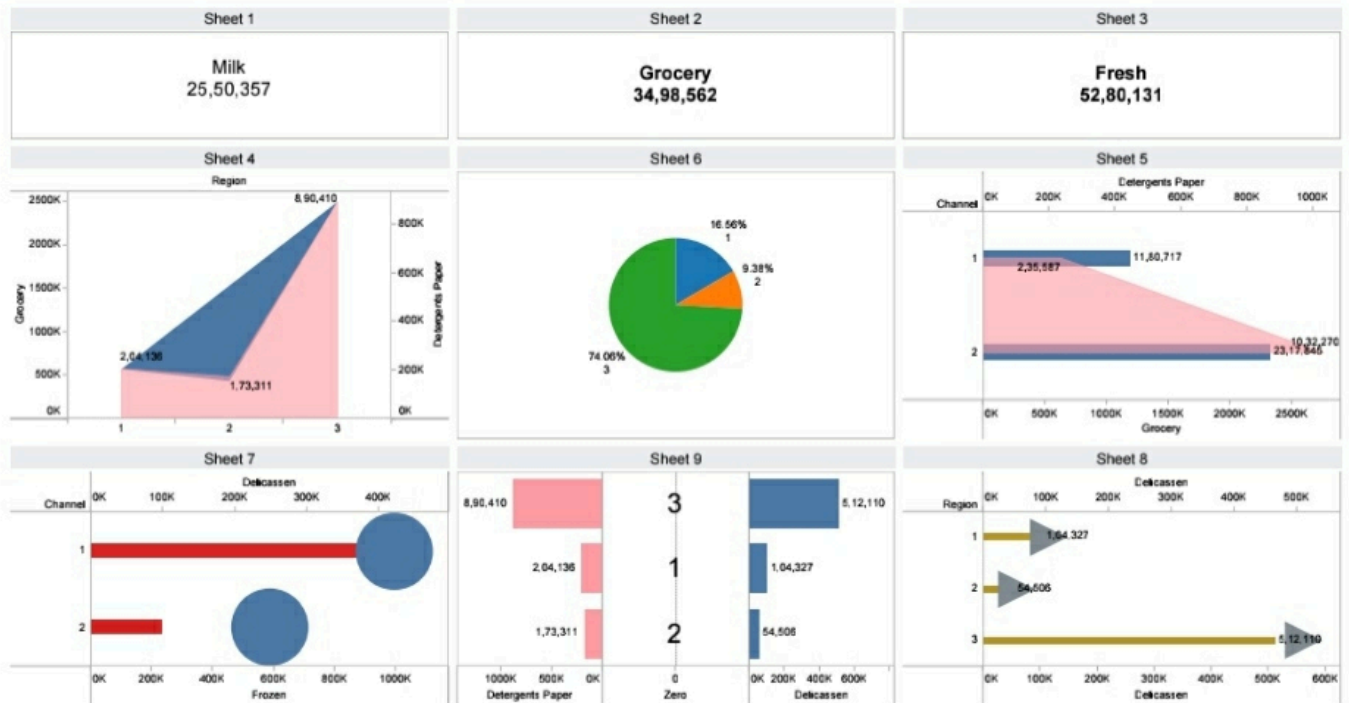 Sheet 1
Milk
25,50,357
Sheet 2
Grocery
34,98,562
Sheet 3
Fresh
52,80,131
Sheet 4
Region
2500K
2000K
1500K
1000K
500K
0K
Grocery
8,90,410
2,04,136
1,73,311
800K
600K
400K
200K
0K
Detergents Paper
1 2 3
Sheet 6
16.56%
1
9.38%
2
74.06%
3
Sheet 5
Detergents Paper
0K 200K 400K 600K 800K 1000K
Channel
1
11,80,717
2,35,587
2
10,32,270
23,17,845
0K 500K 1000K 1500K 2000K 2500K
Grocery
Sheet 7
Delicassen
0K 100K 200K 300K 400K
Channel
1
2
0K 200K 400K 600K 800K 1000K
Frozen
Sheet 9
8,90,410 3 5,12,110
2,04,136 1 1,04,327
1,73,311 2 54,506
1000K 500K 0K 0 0K 200K 400K 600K
Detergents Paper Zero Delicassen
Sheet 8
Delicassen
0K 100K 200K 300K 400K 500K
Region
1 1,04,327
2 54,506
3 5,12,110
0K 100K 200K 300K 400K 500K 600K
Delicassen